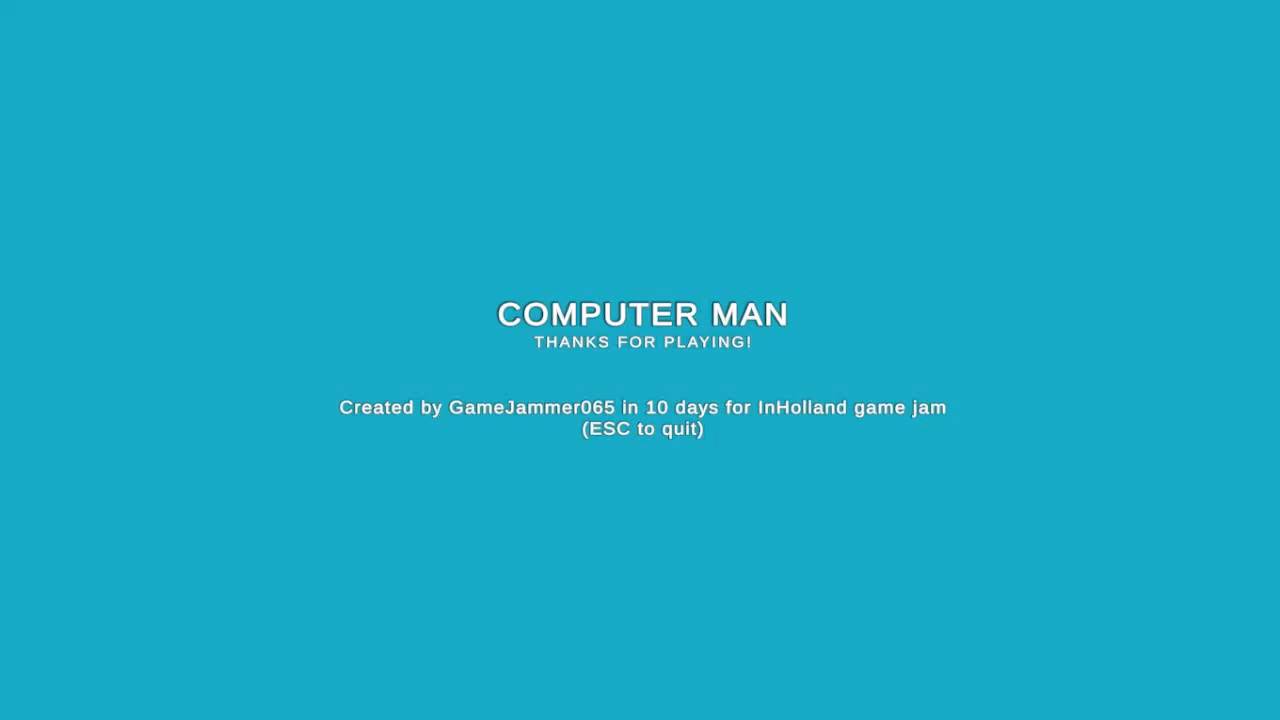 COMPUTER MAN
THANKS FOR PLAYING!
Created by GameJammer065 in 10 days for InHolland game jam
(ESC to quit)